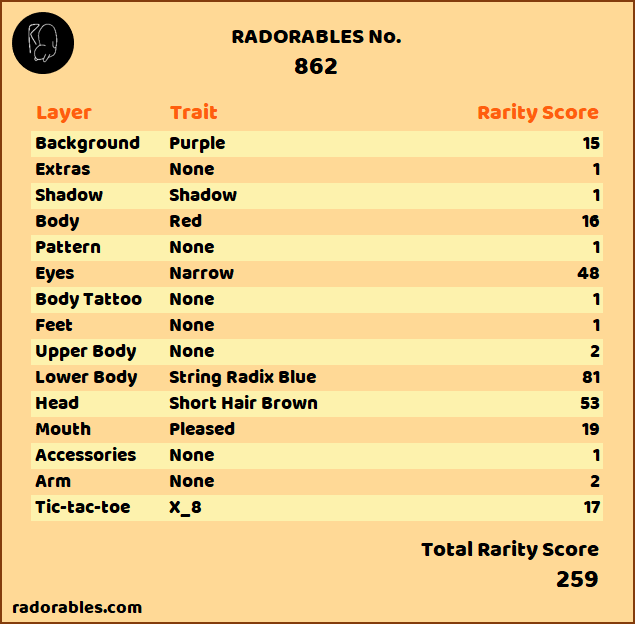 RADORABLES No.
862
Layer Trait Rarity Score
Background Purple 15
Extras None 1
Shadow Shadow 1
Body Red 16
Pattern None 1
Eyes Narrow 48
Body Tattoo None 1
Feet None 1
Upper Body None 2
Lower Body String Radix Blue 81
Head Short Hair Brown 53
Mouth Pleased 19
Accessories None 1
Arm None 2
Tic-tac-toe X_8 17
Total Rarity Score
259
radorables.com